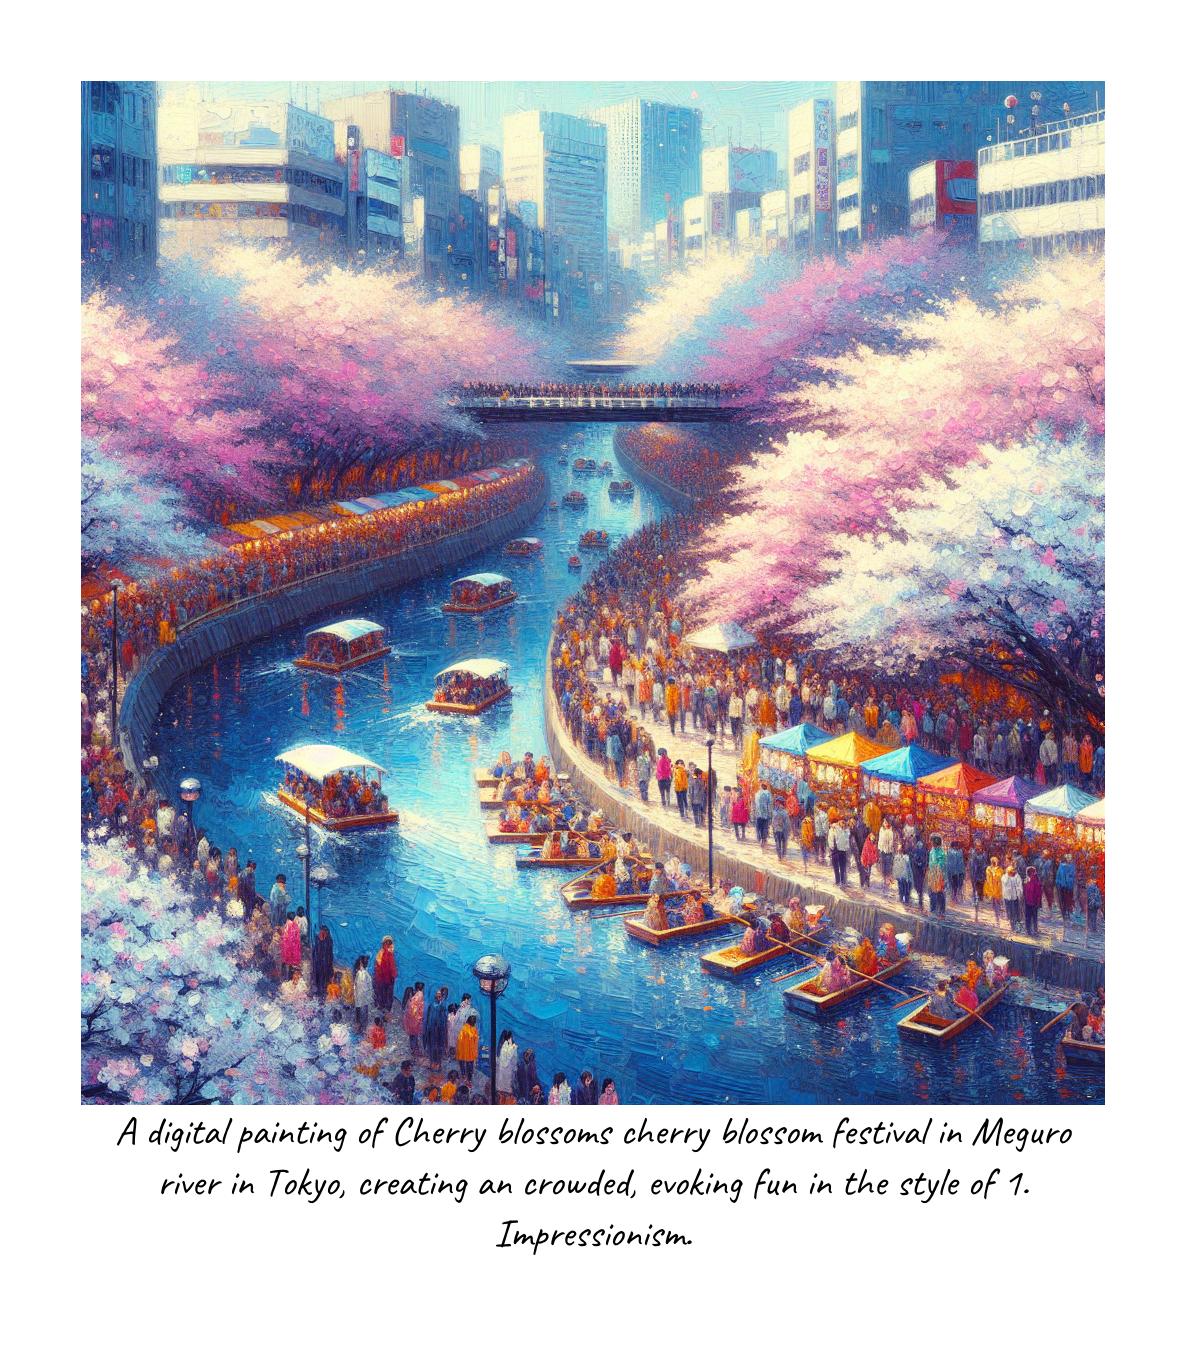 A digital painting of Cherry blossoms cherry blossom festival in Meguro
river in Tokyo, creating an crowded, evoking fun in the style of 1.
Impressionism.